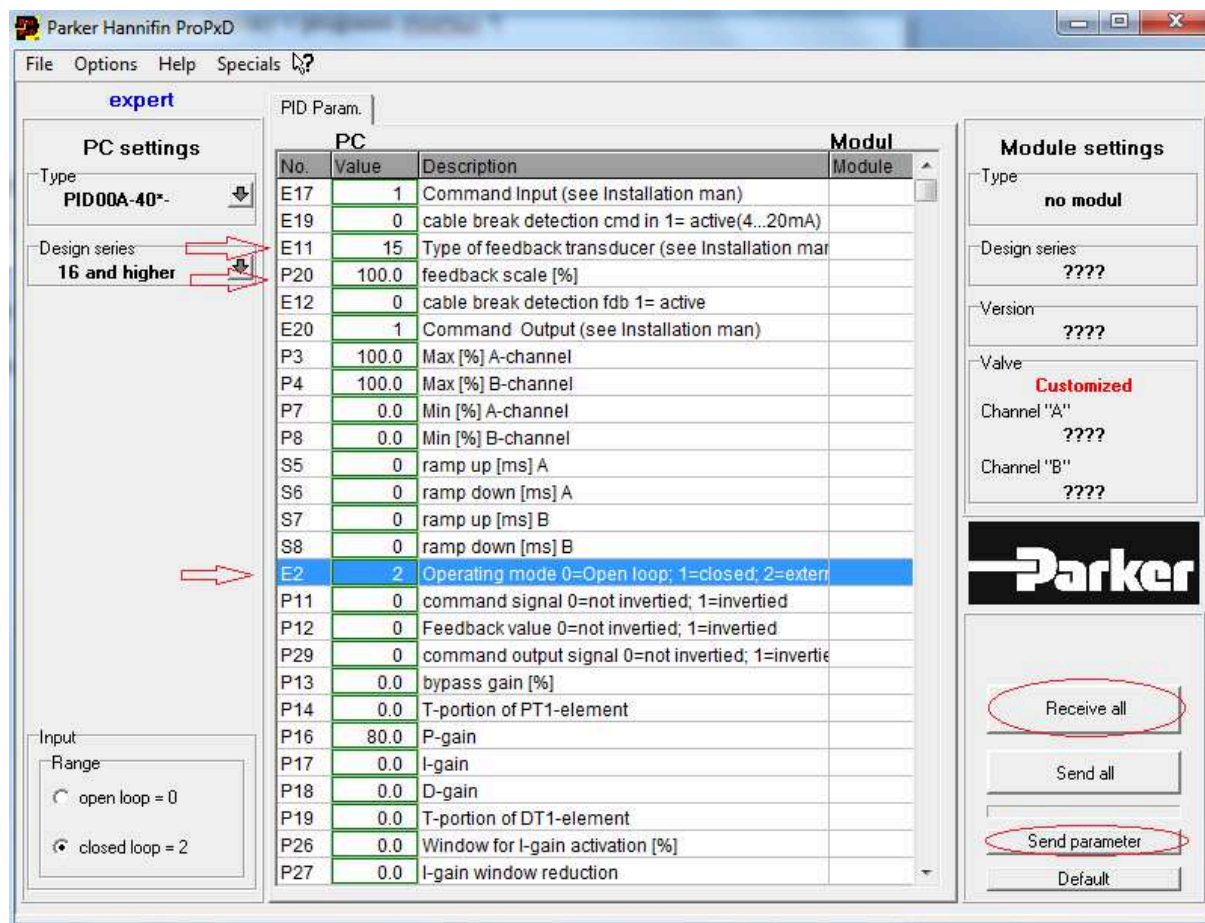 Parker Hannifin ProPxD
File Options Help Specials
expert
PC settings
Type
PID00A-40*-
Design series
16 and higher
Input
Range
open loop = 0
closed loop = 2
PID Param.
PC Modul
No. Value Description Module
E17 1 Command Input (see Installation man)
E19 0 cable break detection cmd in 1= active(4...20mA)
E11 15 Type of feedback transducer (see Installation man
P20 100.0 feedback scale [%]
E12 0 cable break detection fdb 1= active
E20 1 Command Output (see Installation man)
P3 100.0 Max [%] A-channel
P4 100.0 Max [%] B-channel
P7 0.0 Min [%] A-channel
P8 0.0 Min [%] B-channel
S5 0 ramp up [ms] A
S6 0 ramp down [ms] A
S7 0 ramp up [ms] B
S8 0 ramp down [ms] B
E2 2 Operating mode 0=Open loop; 1=closed; 2=extern
P11 0 command signal 0=not invertied; 1=invertied
P12 0 Feedback value 0=not invertied; 1=invertied
P29 0 command output signal 0=not invertied; 1=invertie
P13 0.0 bypass gain [%]
P14 0.0 T-portion of PT1-element
P16 80.0 P-gain
P17 0.0 I-gain
P18 0.0 D-gain
P19 0.0 T-portion of DT1-element
P26 0.0 Window for I-gain activation [%]
P27 0.0 I-gain window reduction
Module settings
Type
no modul
Design series
????
Version
????
Valve
Customized
Channel "A"
????
Channel "B"
????
Parker
Receive all
Send all
Send parameter
Default